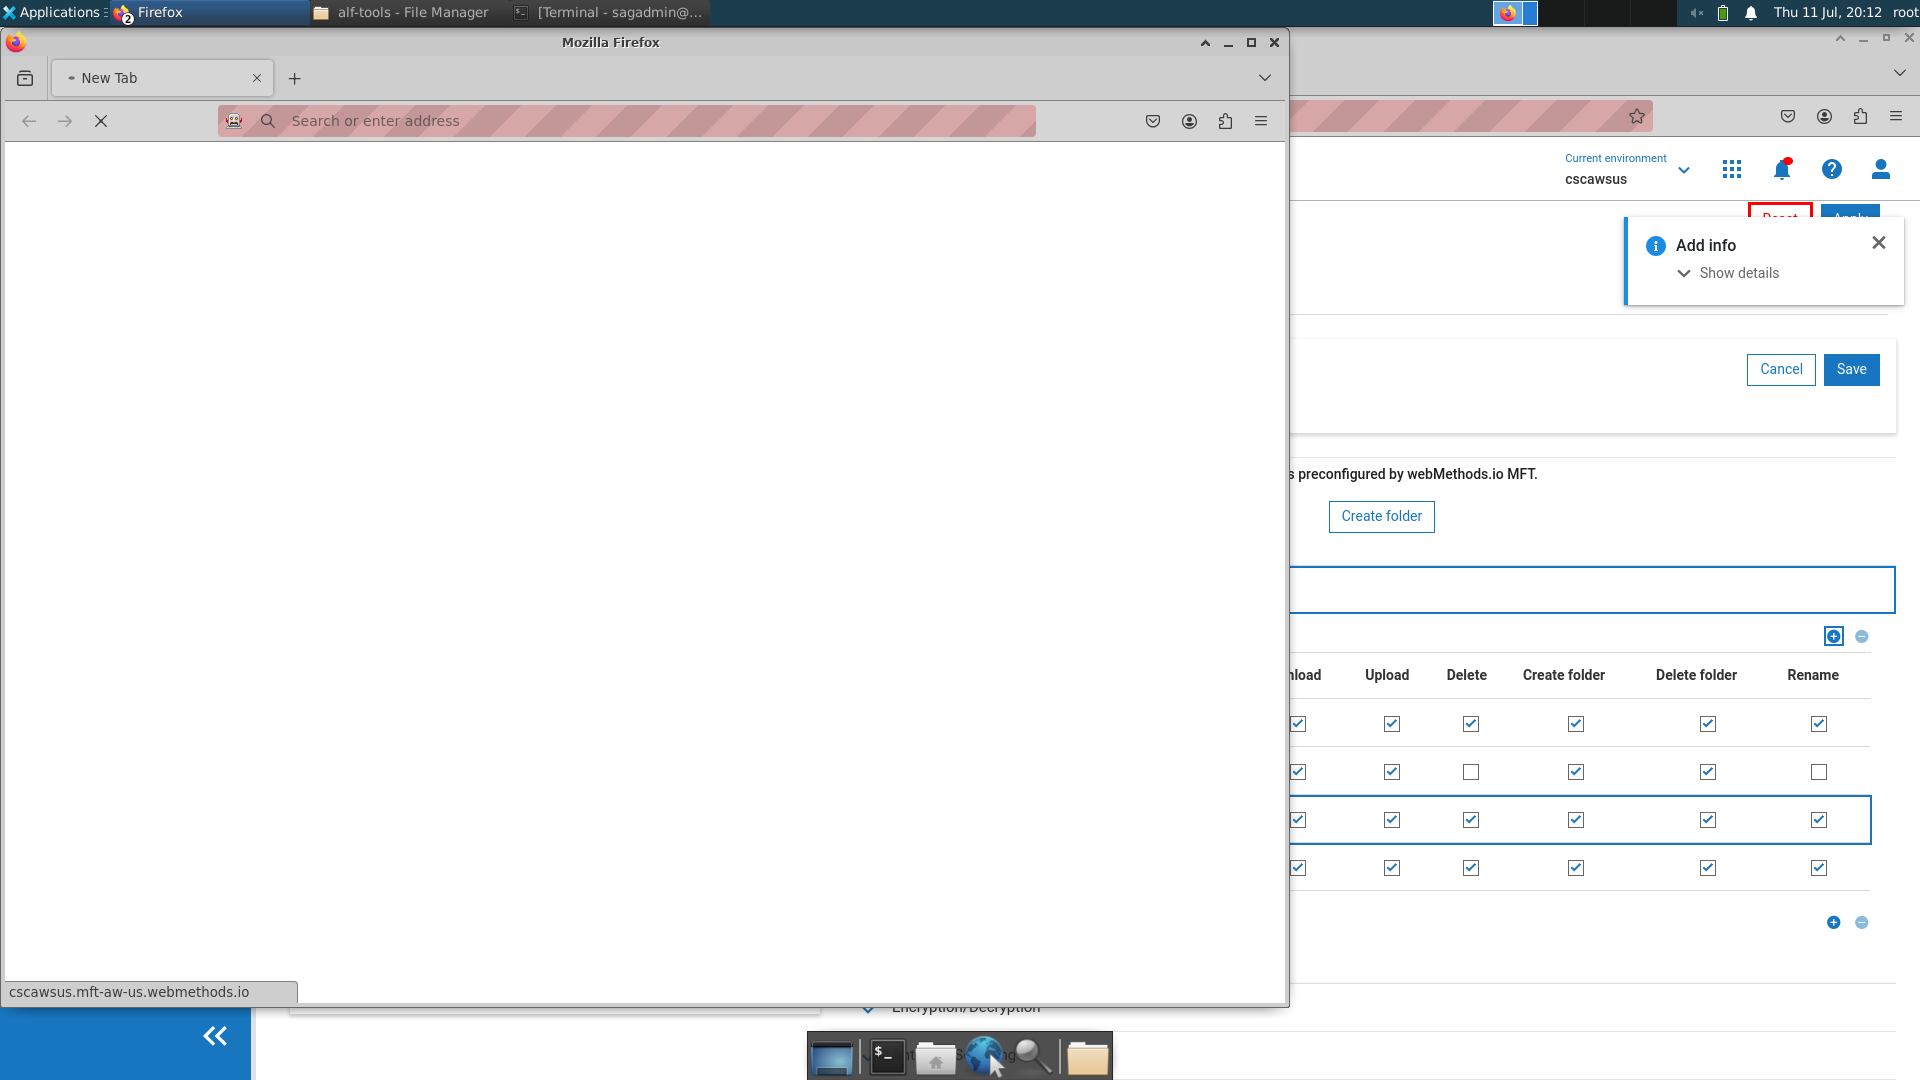 Applications
Firefox
2
alf-tools - File Manager
[Terminal - sagadmin@...
Thu 11 Jul, 20:12
root
Mozilla Firefox
New Tab
Search or enter address
Current environment
cscawsus
Add info
Show details
Cancel
Save
s preconfigured by webMethods.io MFT.
Create folder
nload
Upload
Delete
Create folder
Delete folder
Rename
cscawsus.mft-aw-us.webmethods.io
Encryption/Decryption
$_